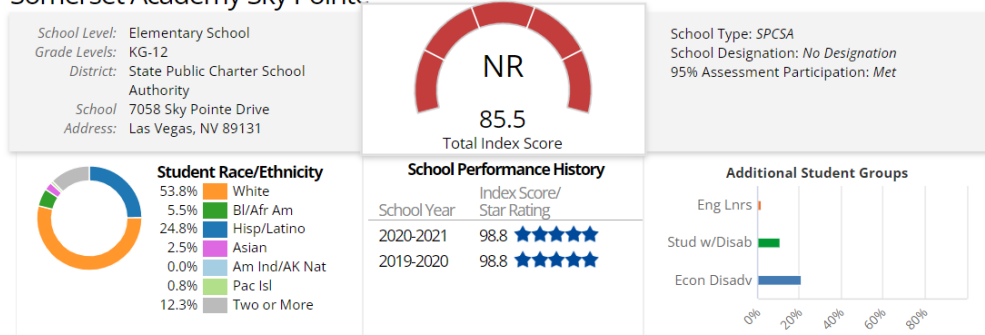 Somerset Academy Sky Pointe
School Level: Elementary School
Grade Levels: KG-12
District: State Public Charter School
Authority
School 7058 Sky Pointe Drive
Address: Las Vegas, NV 89131
NR
85.5
Total Index Score
School Type: SPCSA
School Designation: No Designation
95% Assessment Participation: Met
Student Race/Ethnicity
53.8% White
5.5% Bl/Afr Am
24.8% Hisp/Latino
2.5% Asian
0.0% Am Ind/AK Nat
0.8% Pac Isl
12.3% Two or More
School Performance History
Index Score/
School Year Star Rating
2020-2021 98.8
2019-2020 98.8
Additional Student Groups
Eng Lnrs
Stud w/Disab
Econ Disadv
0% 20% 40% 60% 80%